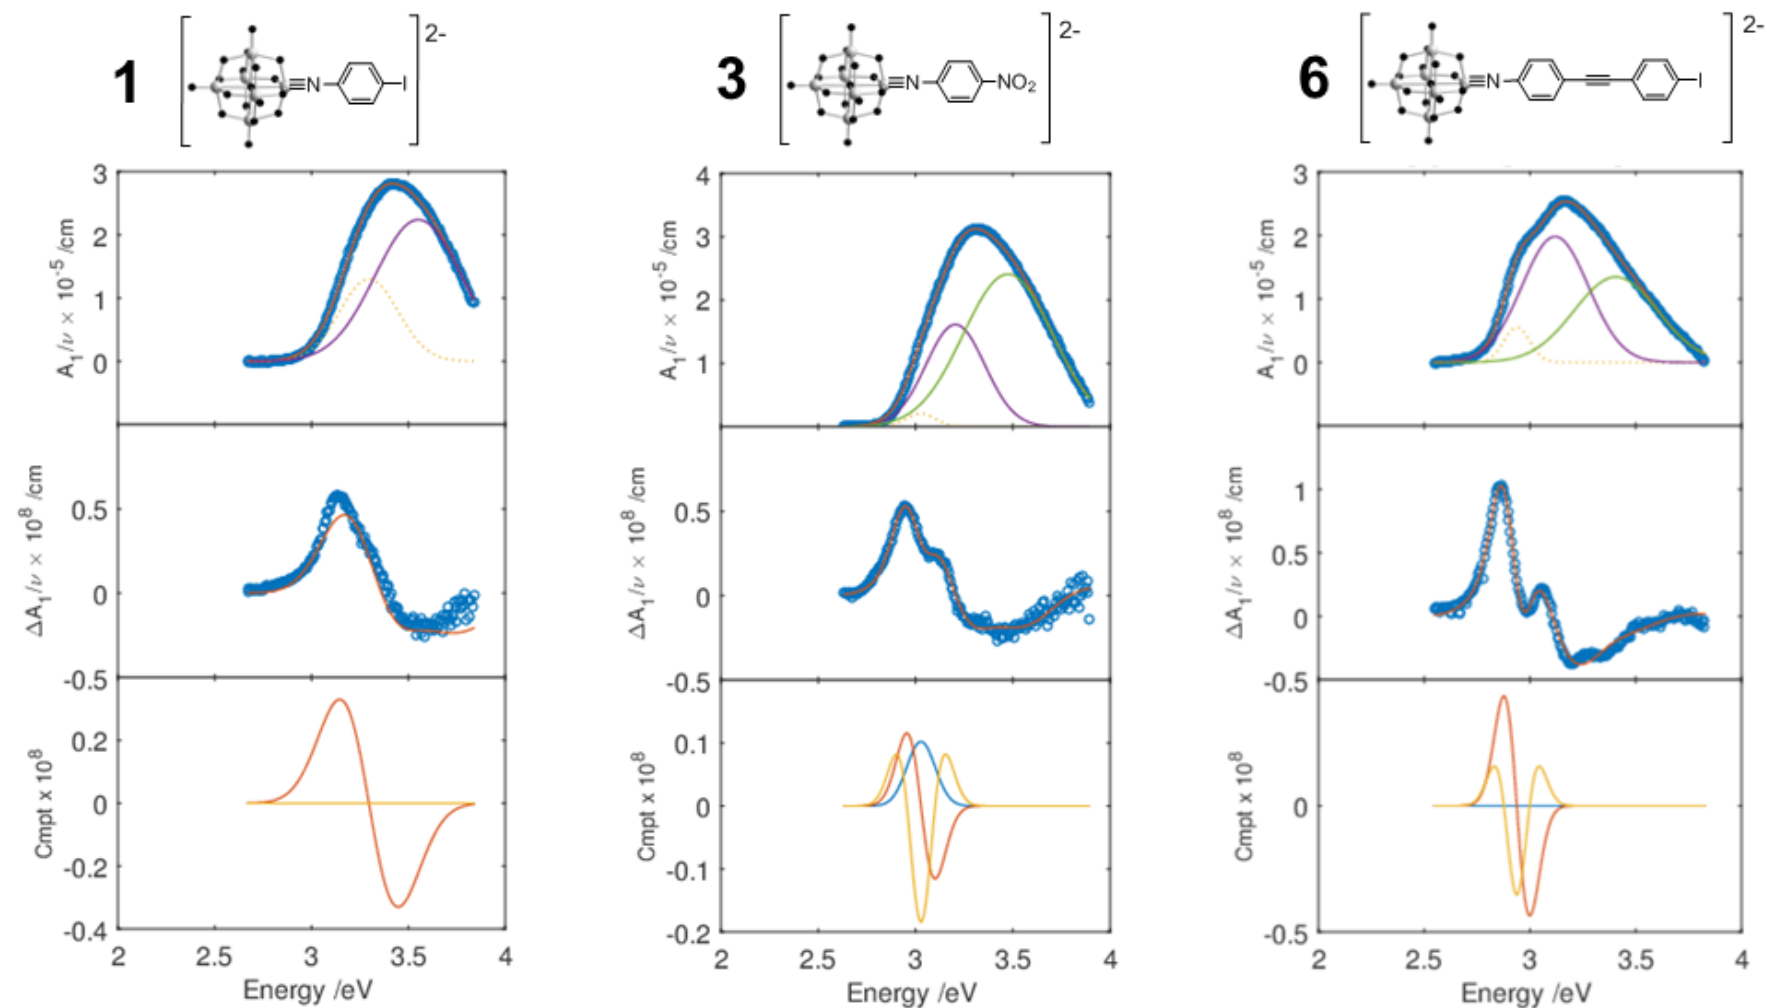 1
2-
≡N
I
3
2-
≡N
NO₂
6
2-
≡N
I
A₁/ν × 10⁻⁵ /cm
3
2
1
0
ΔA₁/ν × 10⁸ /cm
0.5
0
-0.5
Cmpt x 10⁸
0.2
0
-0.2
-0.4
2 2.5 3 3.5 4
Energy /eV
A₁/ν × 10⁻⁵ /cm
4
3
2
1
ΔA₁/ν × 10⁸ /cm
0.5
0
-0.5
Cmpt x 10⁸
0.1
0
-0.1
-0.2
2 2.5 3 3.5 4
Energy /eV
A₁/ν × 10⁻⁵ /cm
3
2
1
0
ΔA₁/ν × 10⁸ /cm
1
0.5
0
-0.5
Cmpt x 10⁸
0
-0.5
2 2.5 3 3.5 4
Energy /eV